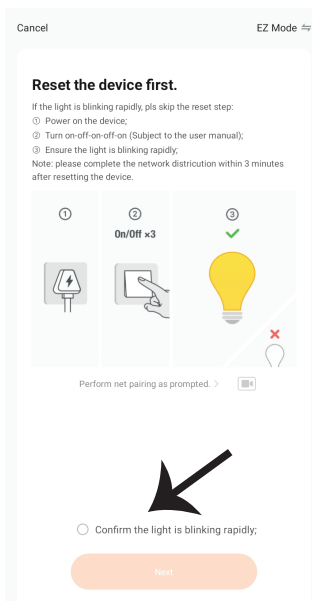 Cancel
EZ Mode
Reset the device first.
If the light is blinking rapidly, pls skip the reset step:
① Power on the device;
② Turn on-off-on-off-on (Subject to the user manual);
③ Ensure the light is blinking rapidly;
Note: please complete the network districution within 3 minutes
after resetting the device.
① ② ③
On/Off ×3
Perform net pairing as prompted. >
Confirm the light is blinking rapidly;
Next